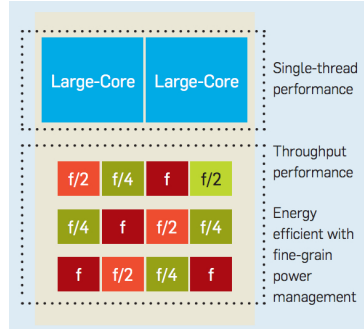 Large-Core Large-Core
Single-thread
performance
Throughput
performance
f/2 f/4 f f/2
f/4 f f/2 f/4
f f/2 f/4 f
Energy
efficient with
fine-grain
power
management